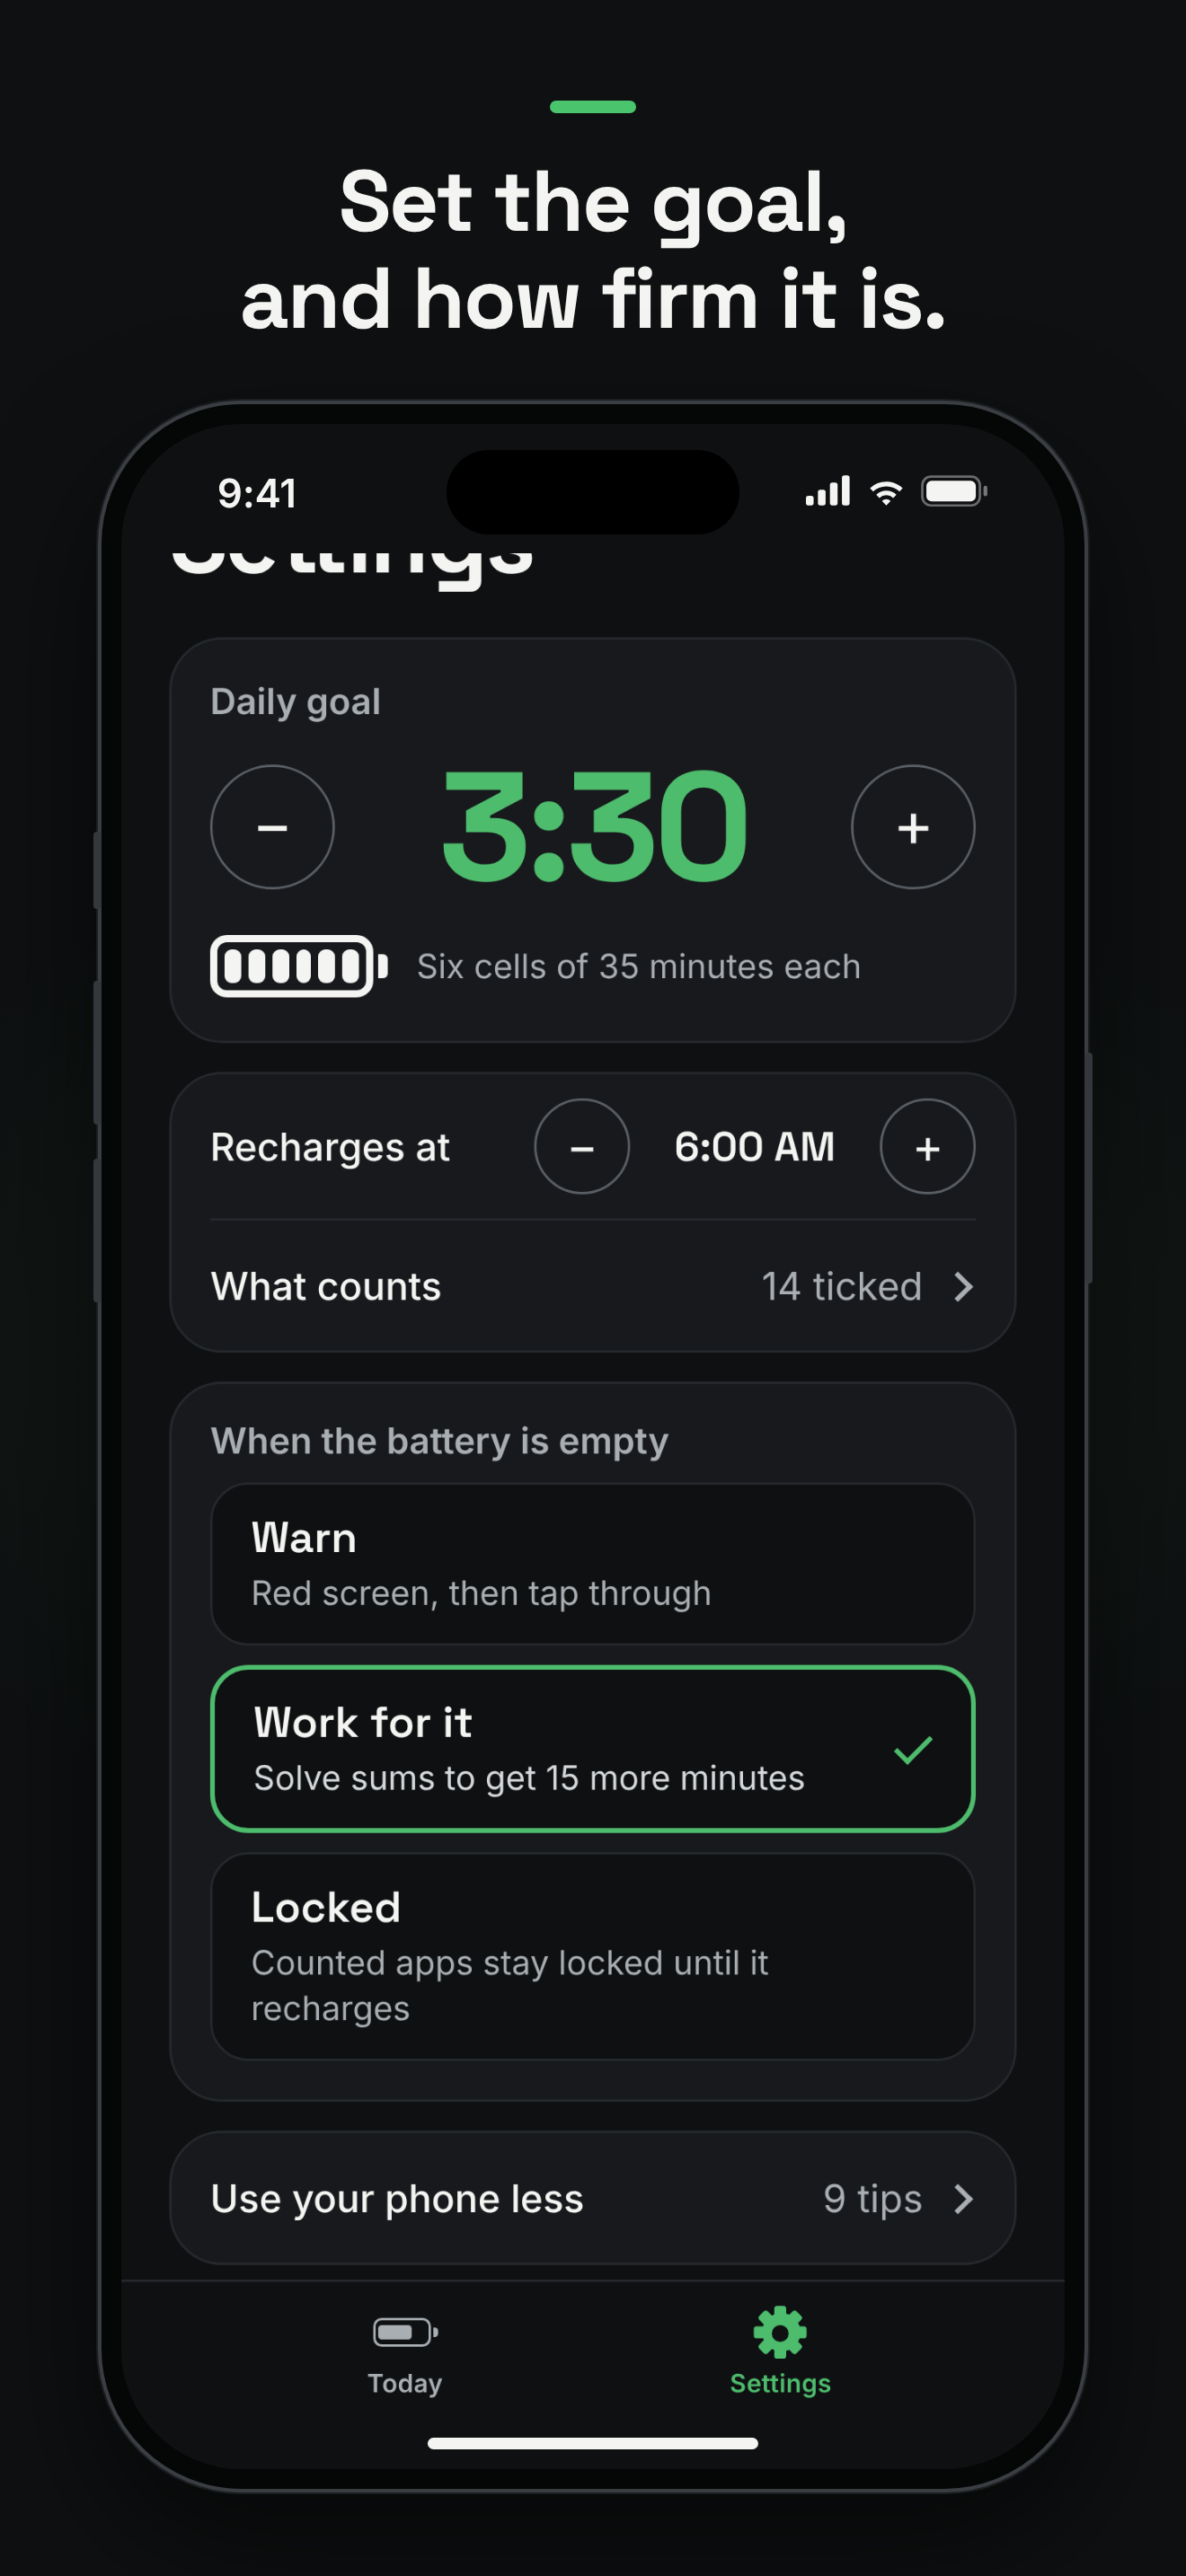 Set the goal,
and how firm it is.
9:41
Settings
Daily goal
− 3:30 +
Six cells of 35 minutes each
Recharges at − 6:00 AM +
What counts 14 ticked
When the battery is empty
Warn
Red screen, then tap through
Work for it
Solve sums to get 15 more minutes
Locked
Counted apps stay locked until it
recharges
Use your phone less 9 tips
Today Settings